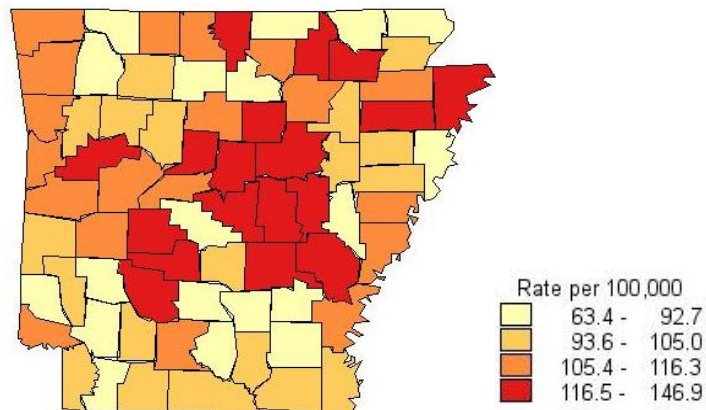 Rate per 100,000
63.4 - 92.7
93.6 - 105.0
105.4 - 116.3
116.5 - 146.9